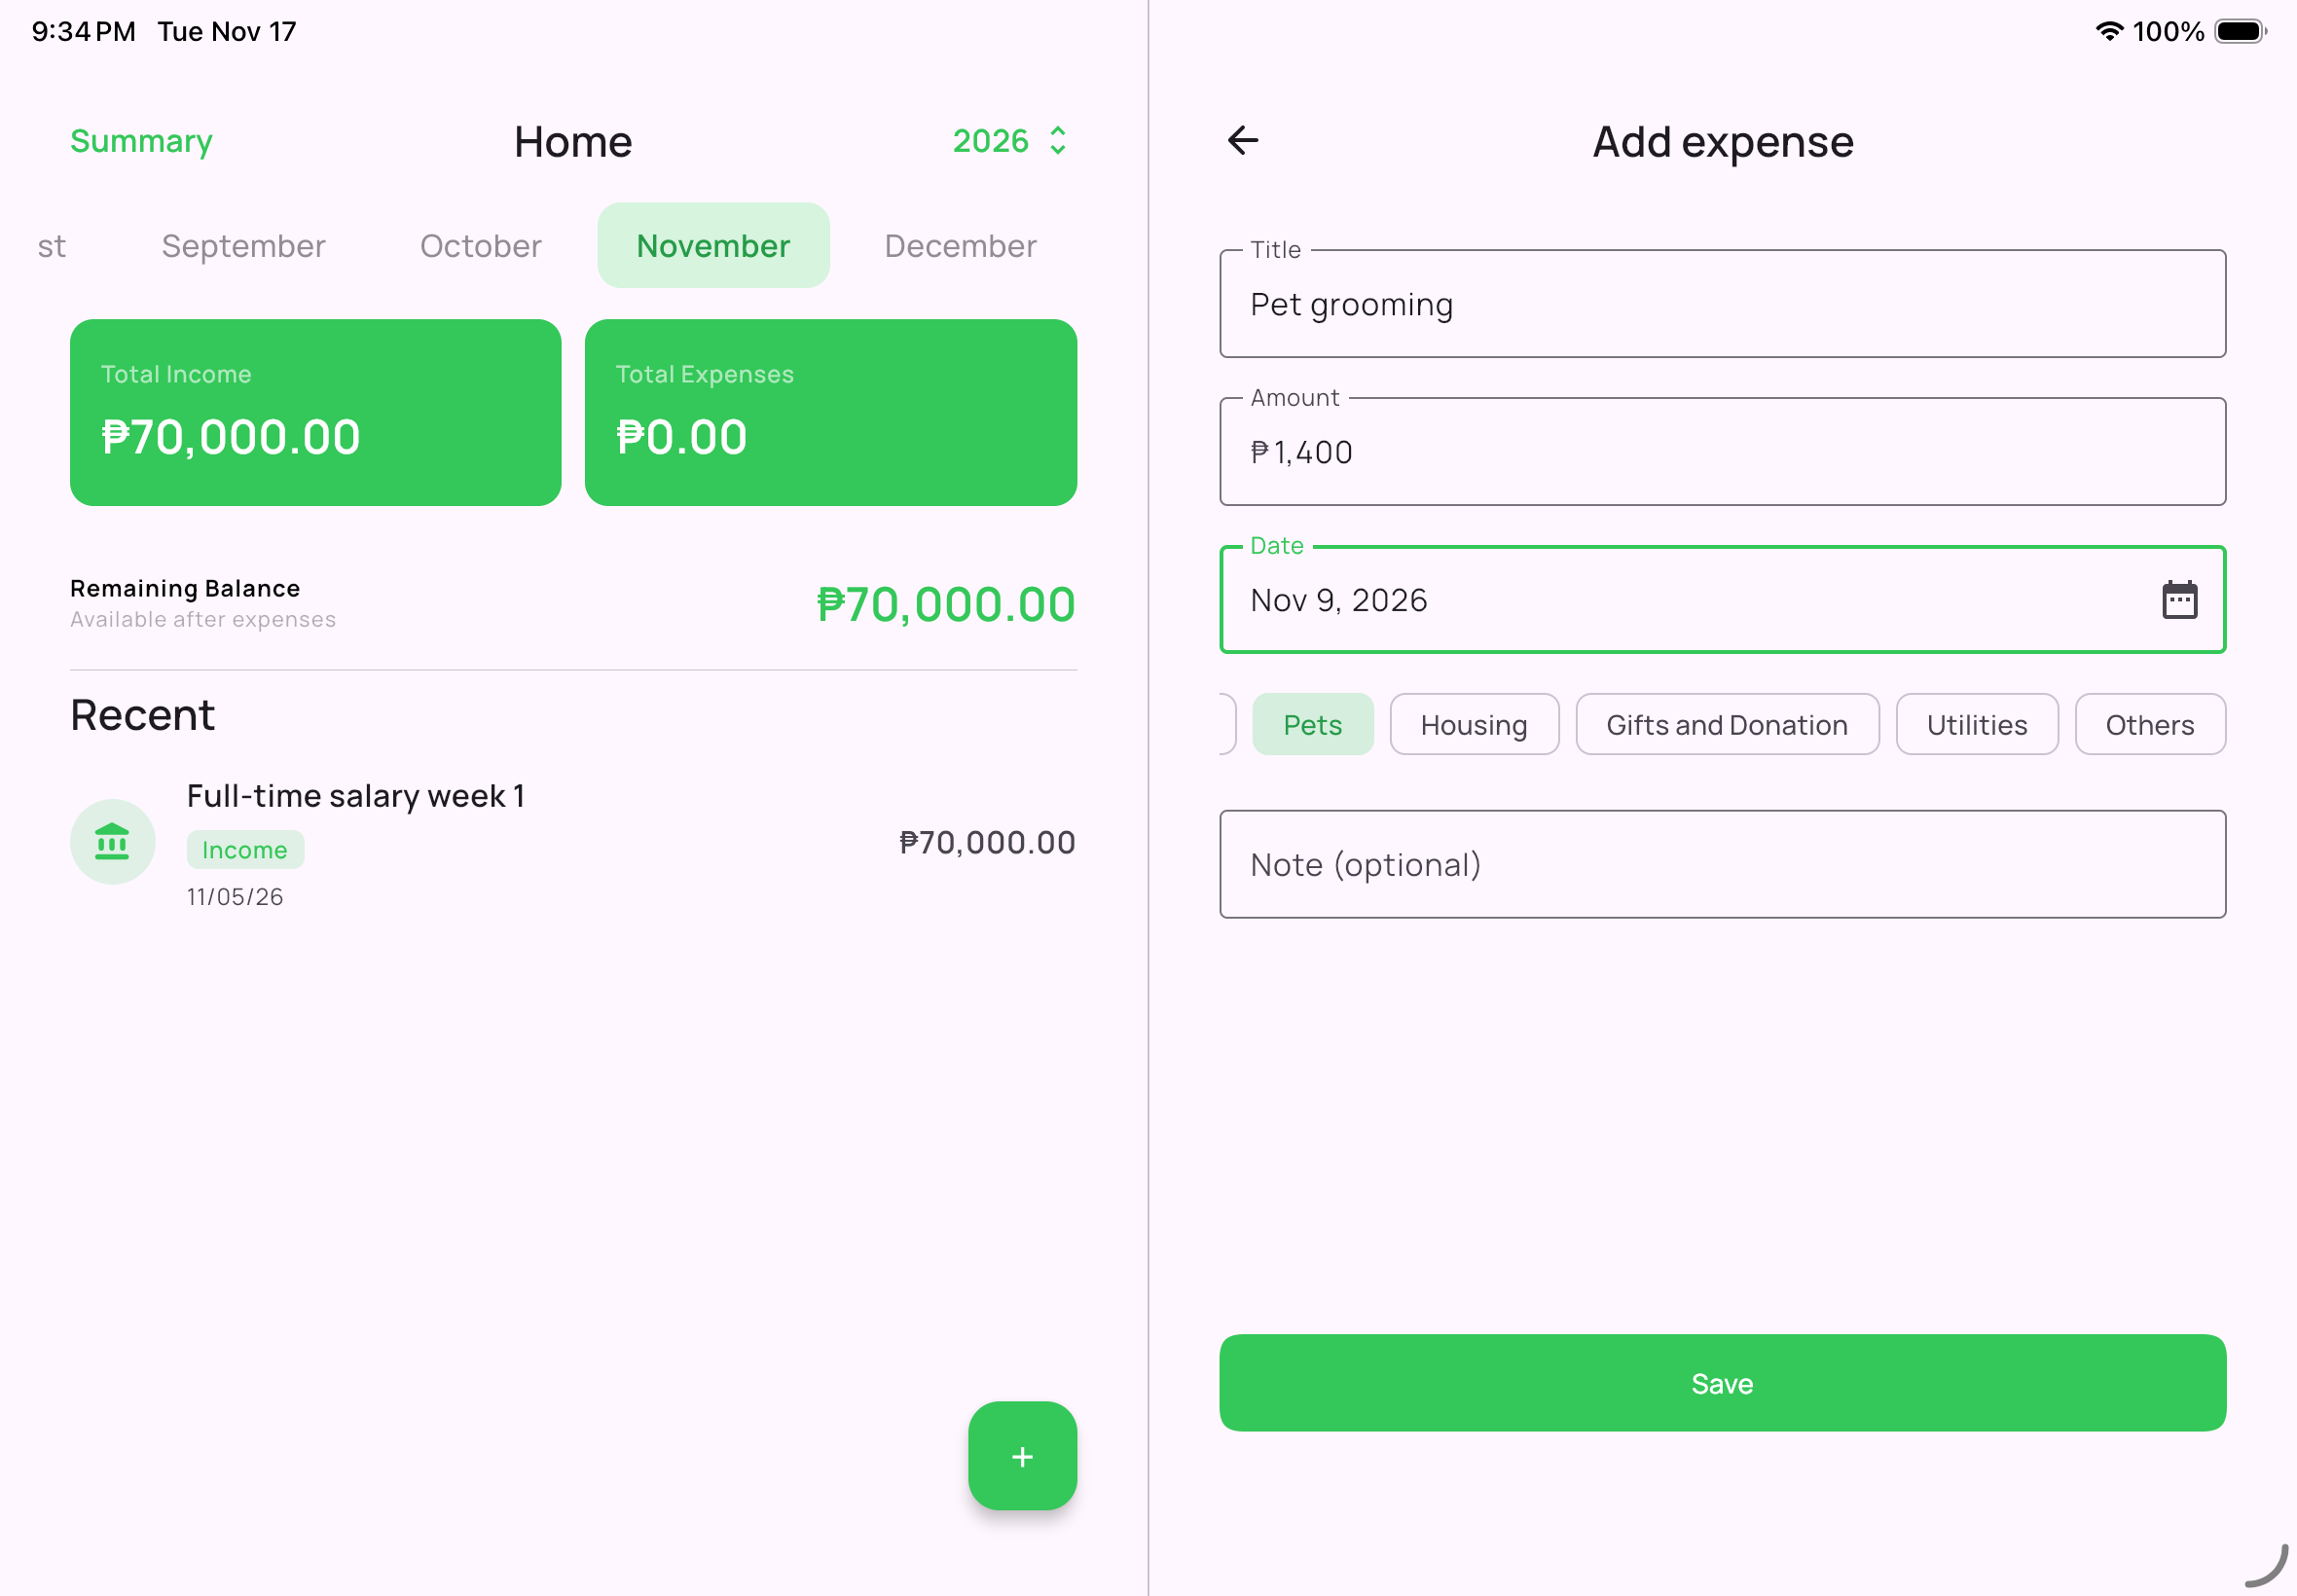 9:34 PM Tue Nov 17
100%
Summary
Home
2026
st
September
October
November
December
Total Income
₱70,000.00
Total Expenses
₱0.00
Remaining Balance
Available after expenses
₱70,000.00
Recent
Full-time salary week 1
Income
11/05/26
₱70,000.00
+
Add expense
Title
Pet grooming
Amount
₱1,400
Date
Nov 9, 2026
Pets
Housing
Gifts and Donation
Utilities
Others
Note (optional)
Save